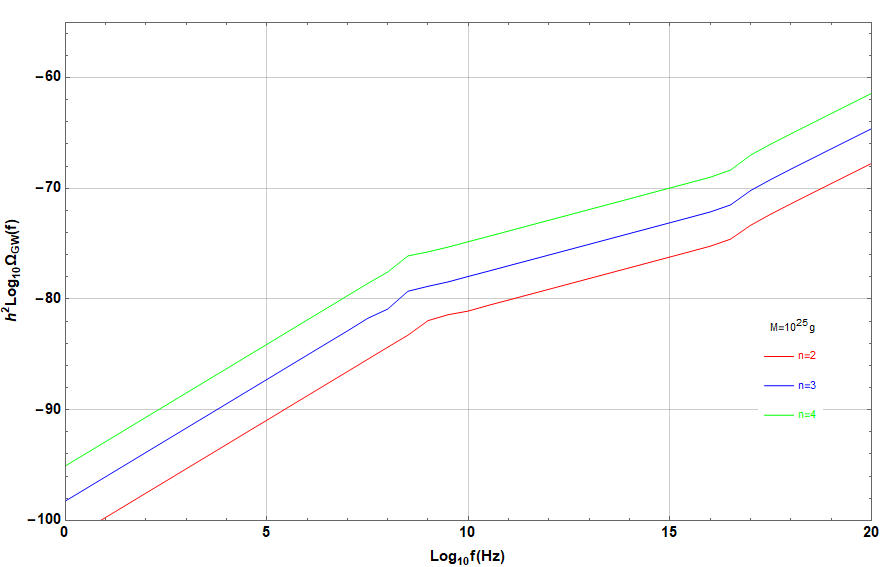 −60
−70
−80
−90
−100
0
5
10
15
20
h²Log₁₀Ω_GW(f)
Log₁₀f(Hz)
M=10²⁵g
n=2
n=3
n=4